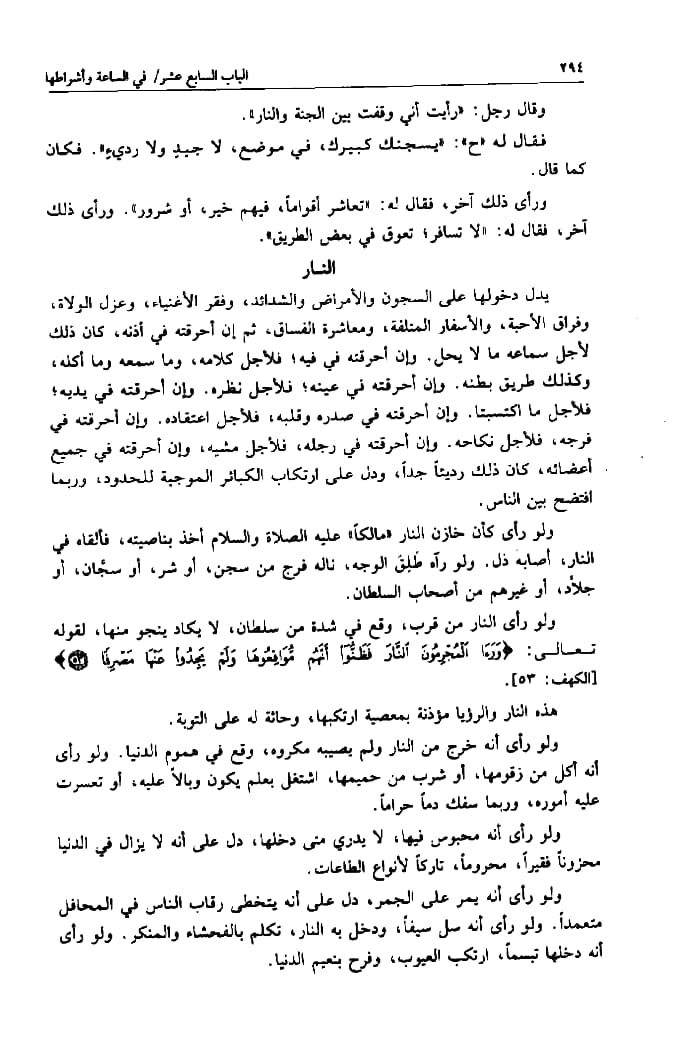 ٢٩٤
الباب السابع عشر/ في الساعة وأشراطها
وقال رجل: «رأيت أني وقفت بين الجنة والنار».
فقال له «ح»: «يسجنك كبيرك، في موضع، لا جيدٍ ولا رديءٍ». فكان
كما قال.
ورأى ذلك آخر، فقال له: «تعاشر أقواماً، فيهم خير، أو شرور». ورأى ذلك
آخر، فقال له: «لا تسافر؛ تعوق في بعض الطريق».
النـار
يدل دخولها على السجون والأمراض والشدائد، وفقر الأغنياء، وعزل الولاة،
وفراق الأحبة، والأسفار المتلفة، ومعاشرة الفساق، ثم إن أحرقته في أذنه، كان ذلك
لأجل سماعه ما لا يحل. وإن أحرقته في فيه؛ فلأجل كلامه، وما سمعه وما أكله،
وكذلك طريق بطنه. وإن أحرقته في عينه؛ فلأجل نظره. وإن أحرقته في يديه؛
فلأجل ما اكتسبتا. وإن أحرقته في صدره وقلبه، فلأجل اعتقاده. وإن أحرقته في
فرجه، فلأجل نكاحه. وإن أحرقته في رجله، فلأجل مشيه، وإن أحرقته في جميع
أعضائه، كان ذلك رديئاً جداً، ودل على ارتكاب الكبائر الموجبة للحدود، وربما
افتضح بين الناس.
ولو رأى كأن خازن النار «مالكاً» عليه الصلاة والسلام أخذ بناصيته، فألقاه في
النار، أصابه ذل. ولو رآه طلِقَ الوجه، ناله فرج من سجن، أو شر، أو سجَّان، أو
جلاَّد، أو غيرهم من أصحاب السلطان.
ولو رأى النار من قرب، وقع في شدة من سلطان، لا يكاد ينجو منها، لقوله
تعـالـى: ﴿وَرَءَا ٱلْمُجْرِمُونَ ٱلنَّارَ فَظَنُّوٓا۟ أَنَّهُم مُّوَاقِعُوهَا وَلَمْ يَجِدُوا۟ عَنْهَا مَصْرِفًا ٥٣﴾
[الكهف: ٥٣].
هذه النار والرؤيا مؤذنة بمعصية ارتكبها، وحاثة له على التوبة.
ولو رأى أنه خرج من النار ولم يصيبه مكروه، وقع في هموم الدنيا. ولو رأى
أنه أكل من زقومها، أو شرب من حميمها، اشتغل بعلم يكون وبالاً عليه، أو تعسرت
عليه أموره، وربما سفك دماً حراماً.
ولو رأى أنه محبوس فيها، لا يدري متى دخلها، دل على أنه لا يزال في الدنيا
محزوناً فقيراً، محروماً، تاركاً لأنواع الطاعات.
ولو رأى أنه يمر على الجمر، دل على أنه يتخطى رقاب الناس في المحافل
متعمداً. ولو رأى أنه سل سيفاً، ودخل به النار، تكلم بالفحشاء والمنكر. ولو رأى
أنه دخلها تبسماً، ارتكب العيوب، وفرح بنعيم الدنيا.